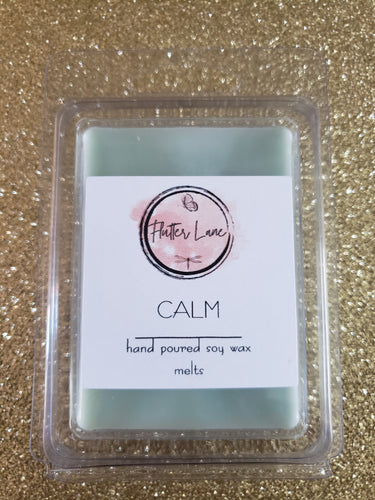 Flutter Lane
CALM
hand poured soy wax
melts